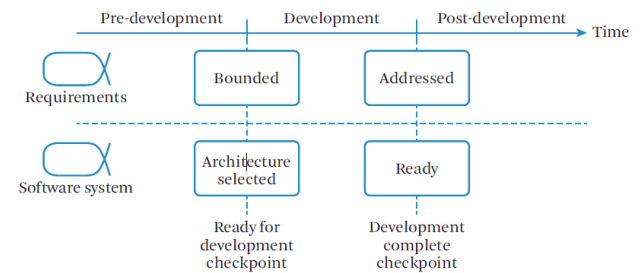 Pre-development
Development
Post-development
Time
Bounded
Addressed
Requirements
Architecture
selected
Ready
Software system
Ready for
development
checkpoint
Development
complete
checkpoint